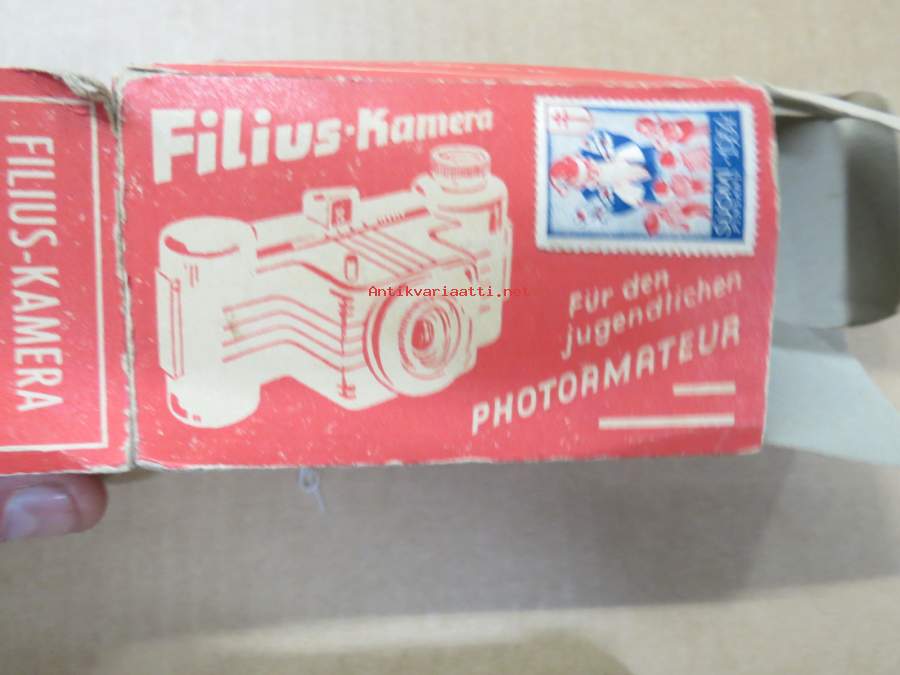 FILIUS-KAMERA
Filius-Kamera
Für den
jugendlichen
PHOTOAMATEUR
Antikvariaatti.net